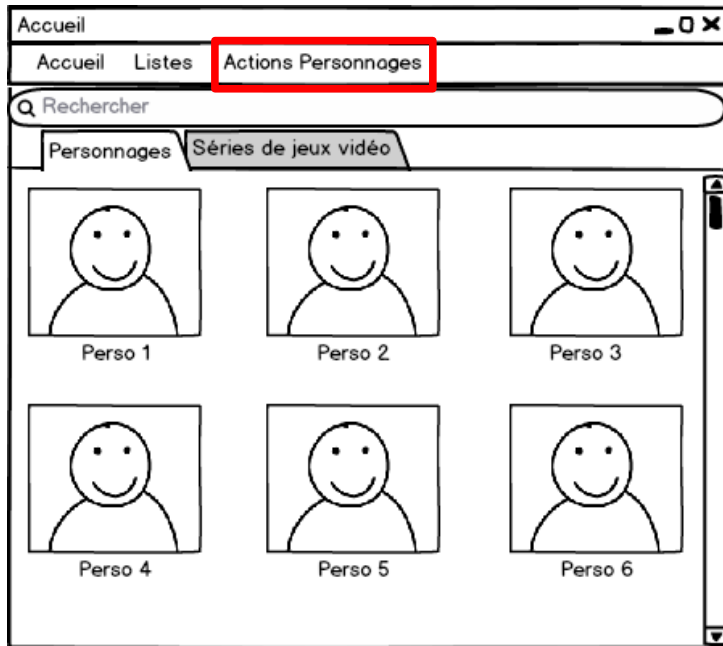 Accueil
Accueil Listes Actions Personnages
Rechercher
Personnages Séries de jeux vidéo
Perso 1 Perso 2 Perso 3
Perso 4 Perso 5 Perso 6